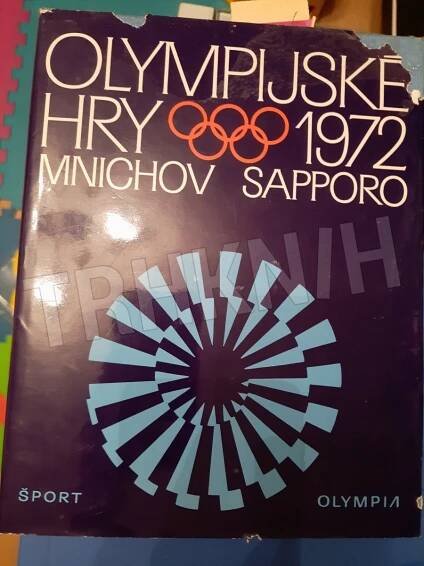 OLYMPIJSKÉ
HRY 1972
MNICHOV SAPPORO
TRHKNIH
ŠPORT OLYMPIA